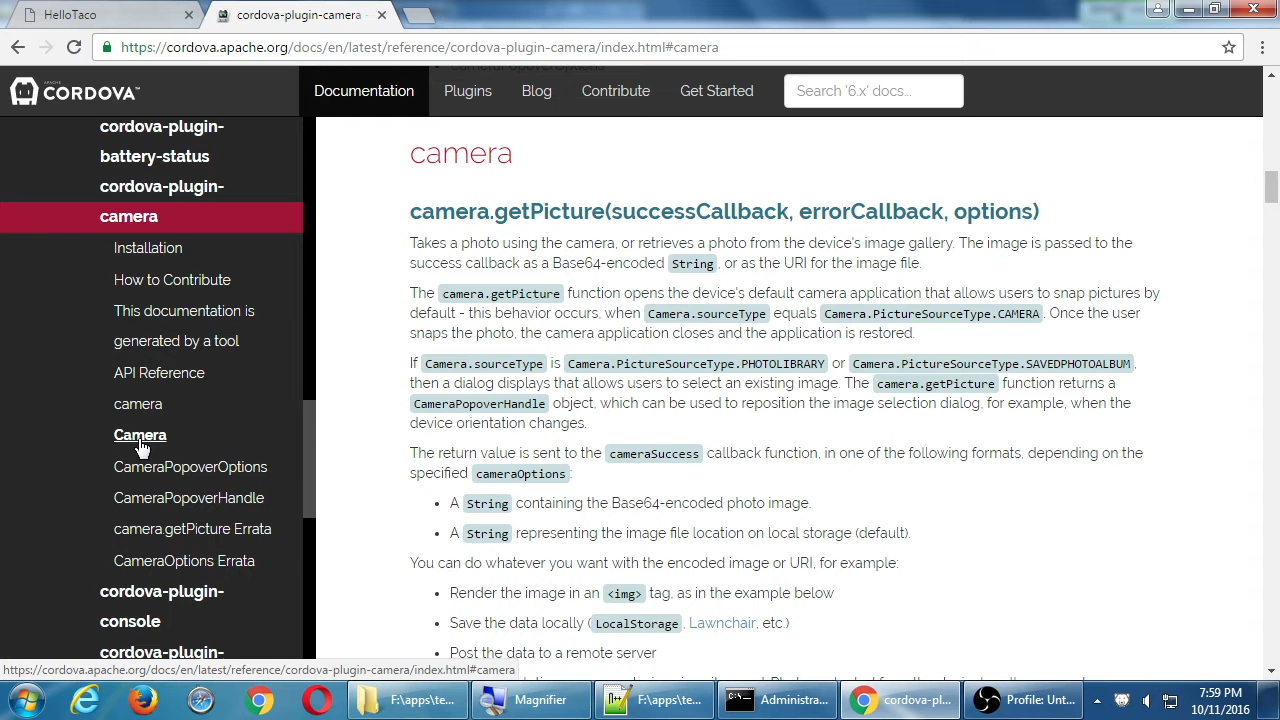 HelloTaco
cordova-plugin-camera -
https://cordova.apache.org/docs/en/latest/reference/cordova-plugin-camera/index.html#camera
APACHE
CORDOVA™
Documentation
Plugins
Blog
Contribute
Get Started
Search '6.x' docs...
cordova-plugin-
battery-status
cordova-plugin-
camera
Installation
How to Contribute
This documentation is
generated by a tool
API Reference
camera
Camera
CameraPopoverOptions
CameraPopoverHandle
camera.getPicture Errata
CameraOptions Errata
cordova-plugin-
console
cordova-plugin-
camera
camera.getPicture(successCallback, errorCallback, options)
Takes a photo using the camera, or retrieves a photo from the device's image gallery. The image is passed to the
success callback as a Base64-encoded String, or as the URI for the image file.
The camera.getPicture function opens the device's default camera application that allows users to snap pictures by
default - this behavior occurs, when Camera.sourceType equals Camera.PictureSourceType.CAMERA. Once the user
snaps the photo, the camera application closes and the application is restored.
If Camera.sourceType is Camera.PictureSourceType.PHOTOLIBRARY or Camera.PictureSourceType.SAVEDPHOTOALBUM,
then a dialog displays that allows users to select an existing image. The camera.getPicture function returns a
CameraPopoverHandle object, which can be used to reposition the image selection dialog, for example, when the
device orientation changes.
The return value is sent to the cameraSuccess callback function, in one of the following formats, depending on the
specified cameraOptions:
• A String containing the Base64-encoded photo image.
• A String representing the image file location on local storage (default).
You can do whatever you want with the encoded image or URI, for example:
• Render the image in an <img> tag, as in the example below
• Save the data locally (LocalStorage, Lawnchair, etc.)
• Post the data to a remote server
https://cordova.apache.org/docs/en/latest/reference/cordova-plugin-camera/index.html#camera
F:\apps\te...
Magnifier
F:\apps\te...
Administra...
cordova-pl...
Profile: Unt...
7:59 PM
10/11/2016